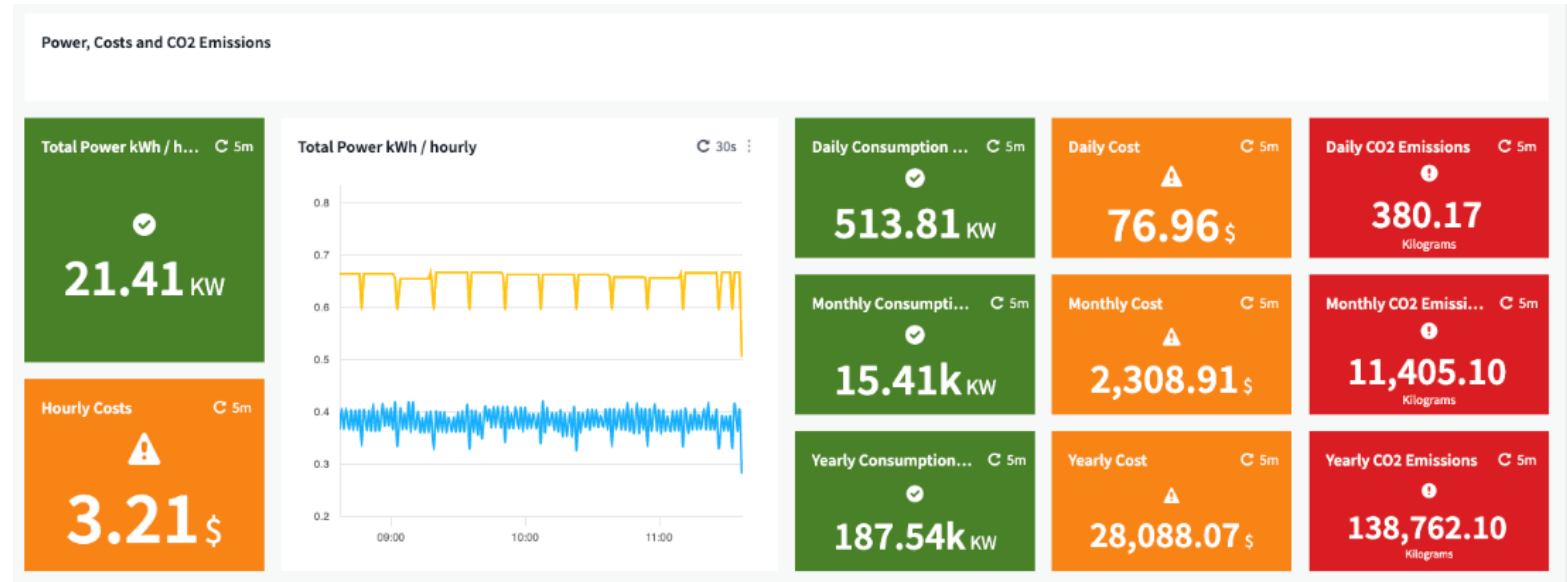 Power, Costs and CO2 Emissions
Total Power kWh / h... 5m
21.41 KW
Hourly Costs 5m
3.21 $
Total Power kWh / hourly 30s
0.8
0.7
0.6
0.5
0.4
0.3
0.2
09:00 10:00 11:00
Daily Consumption ... 5m
513.81 KW
Daily Cost 5m
76.96 $
Daily CO2 Emissions 5m
380.17
Kilograms
Monthly Consumpti... 5m
15.41k KW
Monthly Cost 5m
2,308.91 $
Monthly CO2 Emissi... 5m
11,405.10
Kilograms
Yearly Consumption... 5m
187.54k KW
Yearly Cost 5m
28,088.07 $
Yearly CO2 Emissions 5m
138,762.10
Kilograms